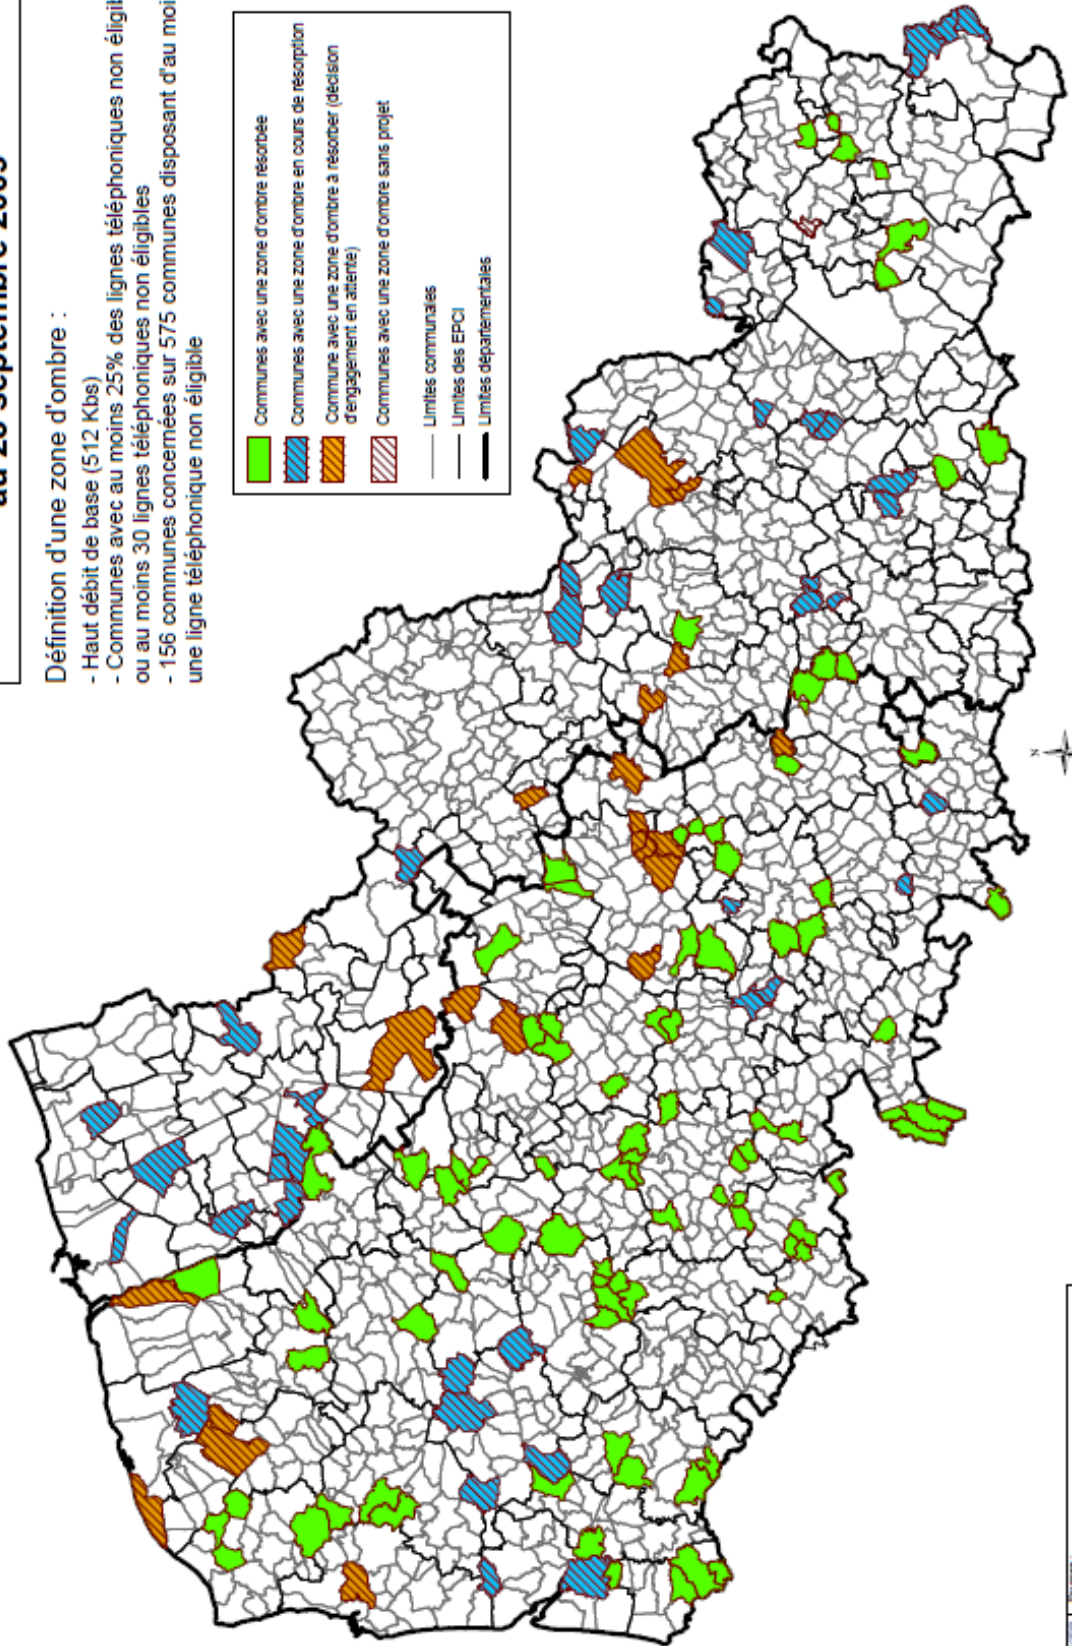 au 28 septembre 2009
Définition d'une zone d'ombre :
- Haut débit de base (512 Kbs)
- Communes avec au moins 25% des lignes téléphoniques non éligib
ou au moins 30 lignes téléphoniques non éligibles
- 156 communes concernées sur 575 communes disposant d'au moi
une ligne téléphonique non éligible
Communes avec une zone d'ombre résorbée
Communes avec une zone d'ombre en cours de résorption
Commune avec une zone d'ombre à résorber (décision
d'engagement en attente)
Communes avec une zone d'ombre sans projet
Limites communales
Limites des EPCI
Limites départementales
N